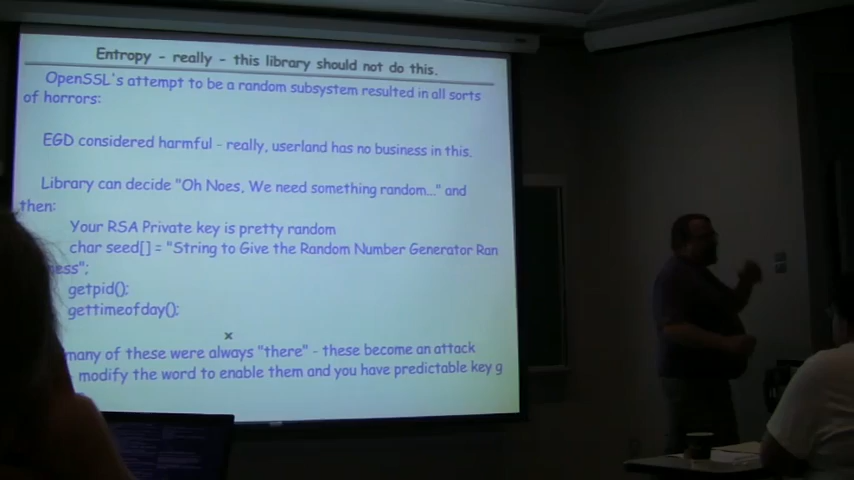 Entropy - really - this library should not do this.
OpenSSL's attempt to be a random subsystem resulted in all sorts
of horrors:
EGD considered harmful - really, userland has no business in this.
Library can decide "Oh Noes, We need something random..." and
then:
Your RSA Private key is pretty random
char seed[] = "String to Give the Random Number Generator Ran
ess";
getpid();
gettimeofday();
x
many of these were always "there" - these become an attack
modify the word to enable them and you have predictable key g